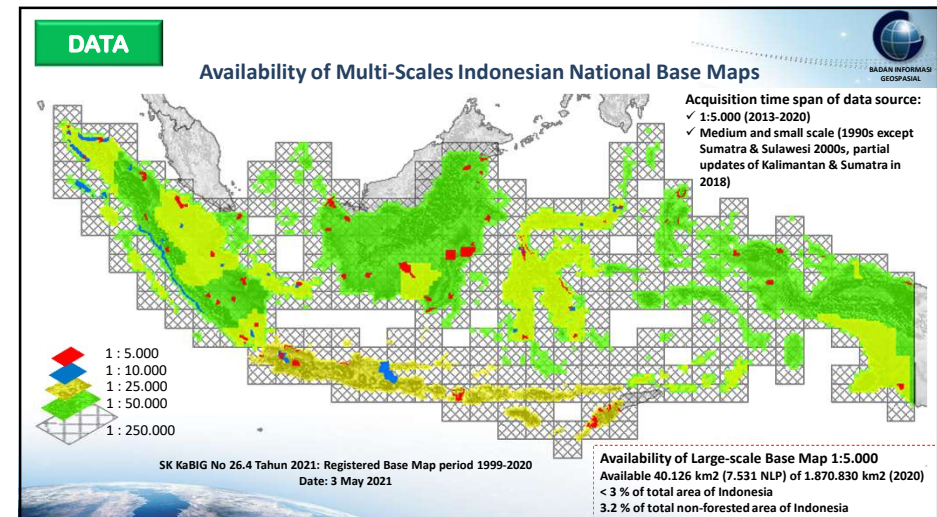 DATA
BADAN INFORMASI
GEOSPASIAL
Availability of Multi-Scales Indonesian National Base Maps
Acquisition time span of data source:
✓ 1:5.000 (2013-2020)
✓ Medium and small scale (1990s except
Sumatra & Sulawesi 2000s, partial
updates of Kalimantan & Sumatra in
2018)
1 : 5.000
1 : 10.000
1 : 25.000
1 : 50.000
1 : 250.000
SK KaBIG No 26.4 Tahun 2021: Registered Base Map period 1999-2020
Date: 3 May 2021
Availability of Large-scale Base Map 1:5.000
Available 40.126 km2 (7.531 NLP) of 1.870.830 km2 (2020)
< 3 % of total area of Indonesia
3.2 % of total non-forested area of Indonesia